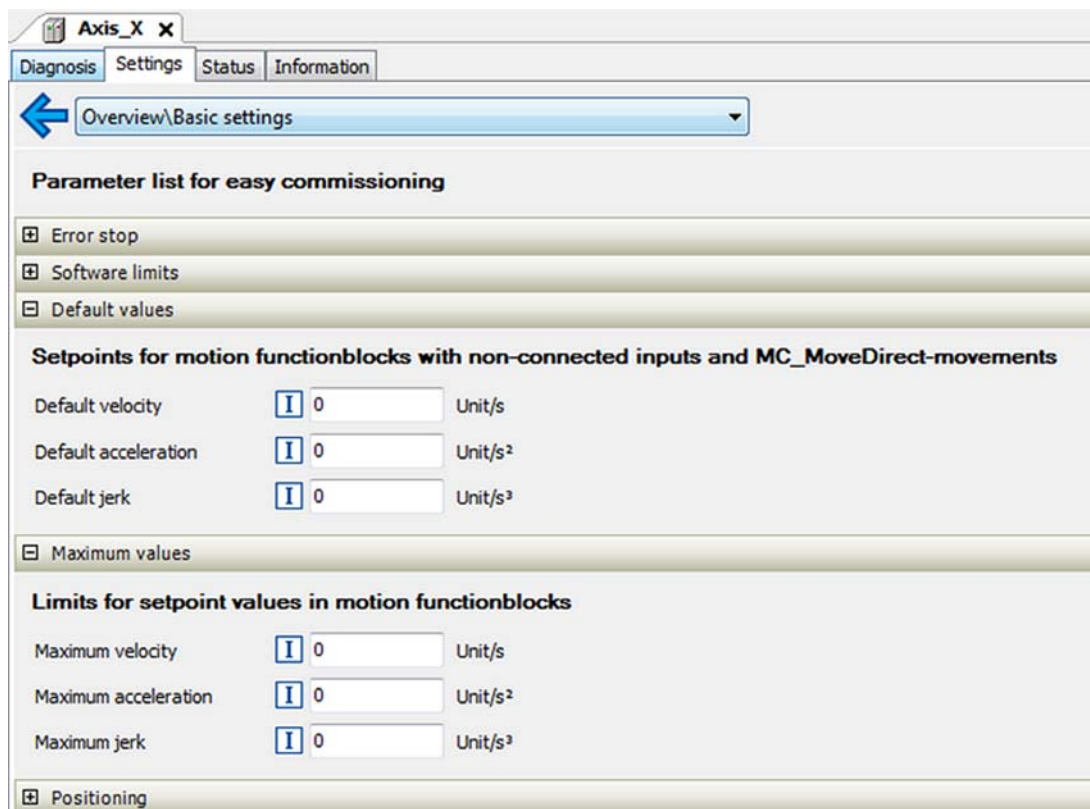 Axis_X
Diagnosis Settings Status Information
Overview\Basic settings
Parameter list for easy commissioning
Error stop
Software limits
Default values
Setpoints for motion functionblocks with non-connected inputs and MC_MoveDirect-movements
Default velocity I 0 Unit/s
Default acceleration I 0 Unit/s²
Default jerk I 0 Unit/s³
Maximum values
Limits for setpoint values in motion functionblocks
Maximum velocity I 0 Unit/s
Maximum acceleration I 0 Unit/s²
Maximum jerk I 0 Unit/s³
Positioning